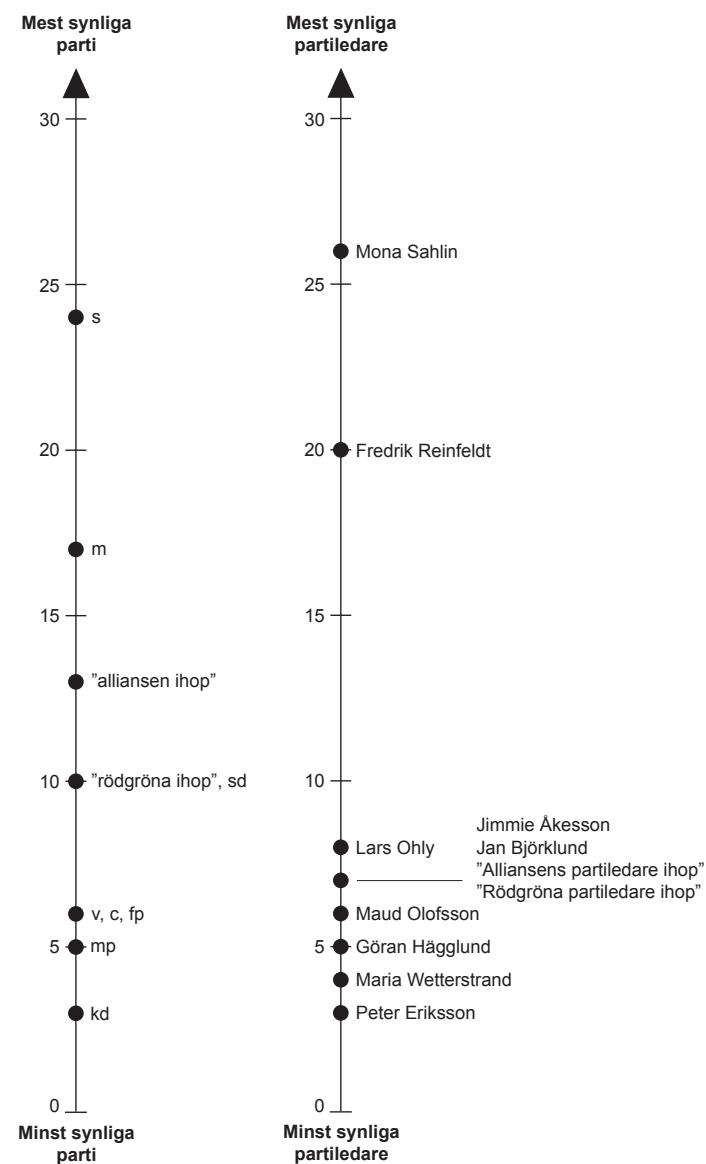 Mest synliga
parti
30
25
s
20
m
15
”alliansen ihop”
10
”rödgröna ihop”, sd
v, c, fp
5
mp
kd
0
Minst synliga
parti
Mest synliga
partiledare
30
Mona Sahlin
25
20
Fredrik Reinfeldt
15
10
Lars Ohly
Jimmie Åkesson
Jan Björklund
”Alliansens partiledare ihop”
”Rödgröna partiledare ihop”
Maud Olofsson
5
Göran Hägglund
Maria Wetterstrand
Peter Eriksson
0
Minst synliga
partiledare